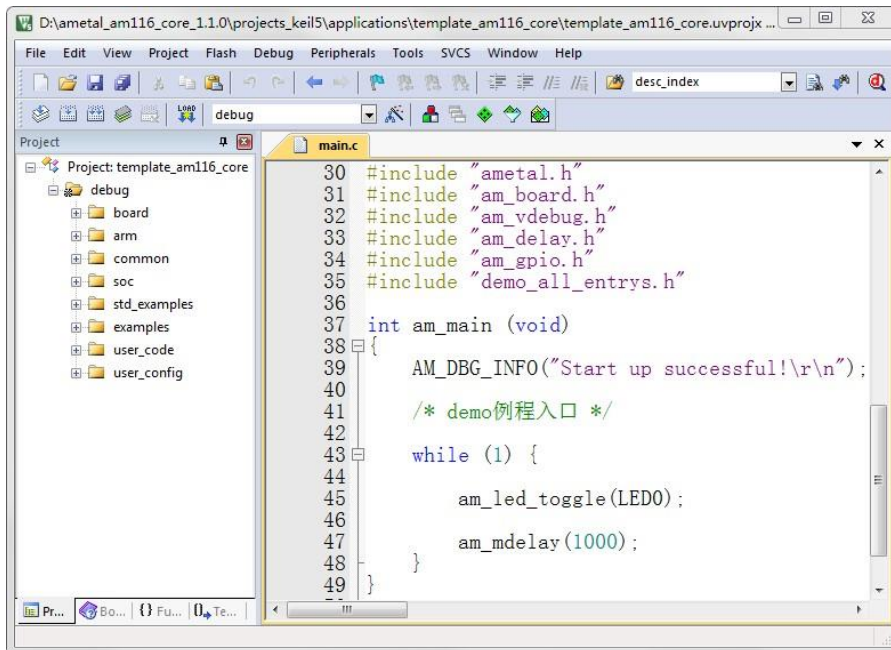 D:\ametal_am116_core_1.1.0\projects_keil5\applications\template_am116_core\template_am116_core.uvprojx ...
File Edit View Project Flash Debug Peripherals Tools SVCS Window Help
desc_index
LOAD debug
Project
main.c
Project: template_am116_core
debug
board
arm
common
soc
std_examples
examples
user_code
user_config
30 #include "ametal.h"
31 #include "am_board.h"
32 #include "am_vdebug.h"
33 #include "am_delay.h"
34 #include "am_gpio.h"
35 #include "demo_all_entrys.h"
36
37 int am_main (void)
38 {
39 AM_DBG_INFO("Start up successful!\r\n");
40
41 /* demo例程入口 */
42
43 while (1) {
44
45 am_led_toggle(LED0);
46
47 am_mdelay(1000);
48 }
49 }
Pr... Bo... {} Fu... 0 Te...